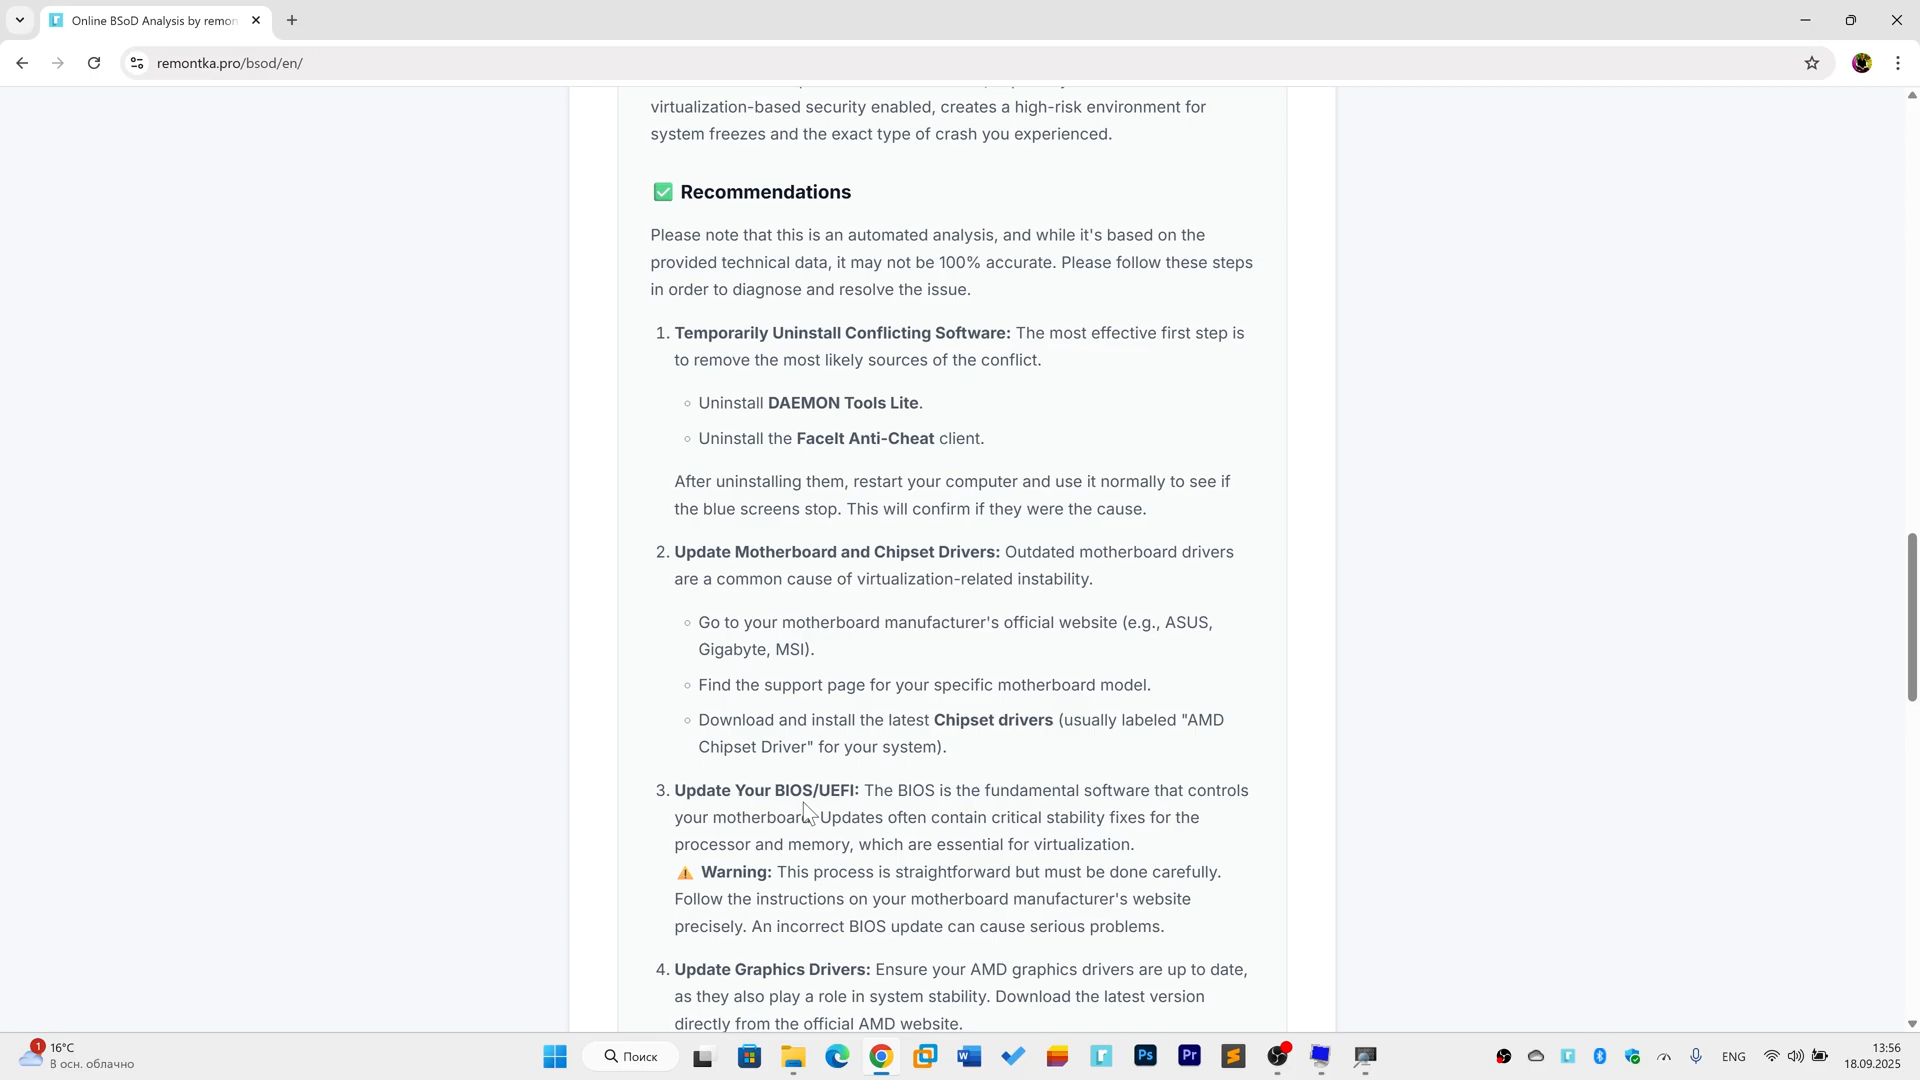 Online BSoD Analysis by remon
remontka.pro/bsod/en/
virtualization-based security enabled, creates a high-risk environment for
system freezes and the exact type of crash you experienced.
Recommendations
Please note that this is an automated analysis, and while it's based on the
provided technical data, it may not be 100% accurate. Please follow these steps
in order to diagnose and resolve the issue.
1. Temporarily Uninstall Conflicting Software: The most effective first step is
to remove the most likely sources of the conflict.
Uninstall DAEMON Tools Lite.
Uninstall the FaceIt Anti-Cheat client.
After uninstalling them, restart your computer and use it normally to see if
the blue screens stop. This will confirm if they were the cause.
2. Update Motherboard and Chipset Drivers: Outdated motherboard drivers
are a common cause of virtualization-related instability.
Go to your motherboard manufacturer's official website (e.g., ASUS,
Gigabyte, MSI).
Find the support page for your specific motherboard model.
Download and install the latest Chipset drivers (usually labeled "AMD
Chipset Driver" for your system).
3. Update Your BIOS/UEFI: The BIOS is the fundamental software that controls
your motherboard. Updates often contain critical stability fixes for the
processor and memory, which are essential for virtualization.
Warning: This process is straightforward but must be done carefully.
Follow the instructions on your motherboard manufacturer's website
precisely. An incorrect BIOS update can cause serious problems.
4. Update Graphics Drivers: Ensure your AMD graphics drivers are up to date,
as they also play a role in system stability. Download the latest version
directly from the official AMD website.
1
16°C
В осн. облачно
Поиск
W
Ps
Pr
ENG
13:56
18.09.2025